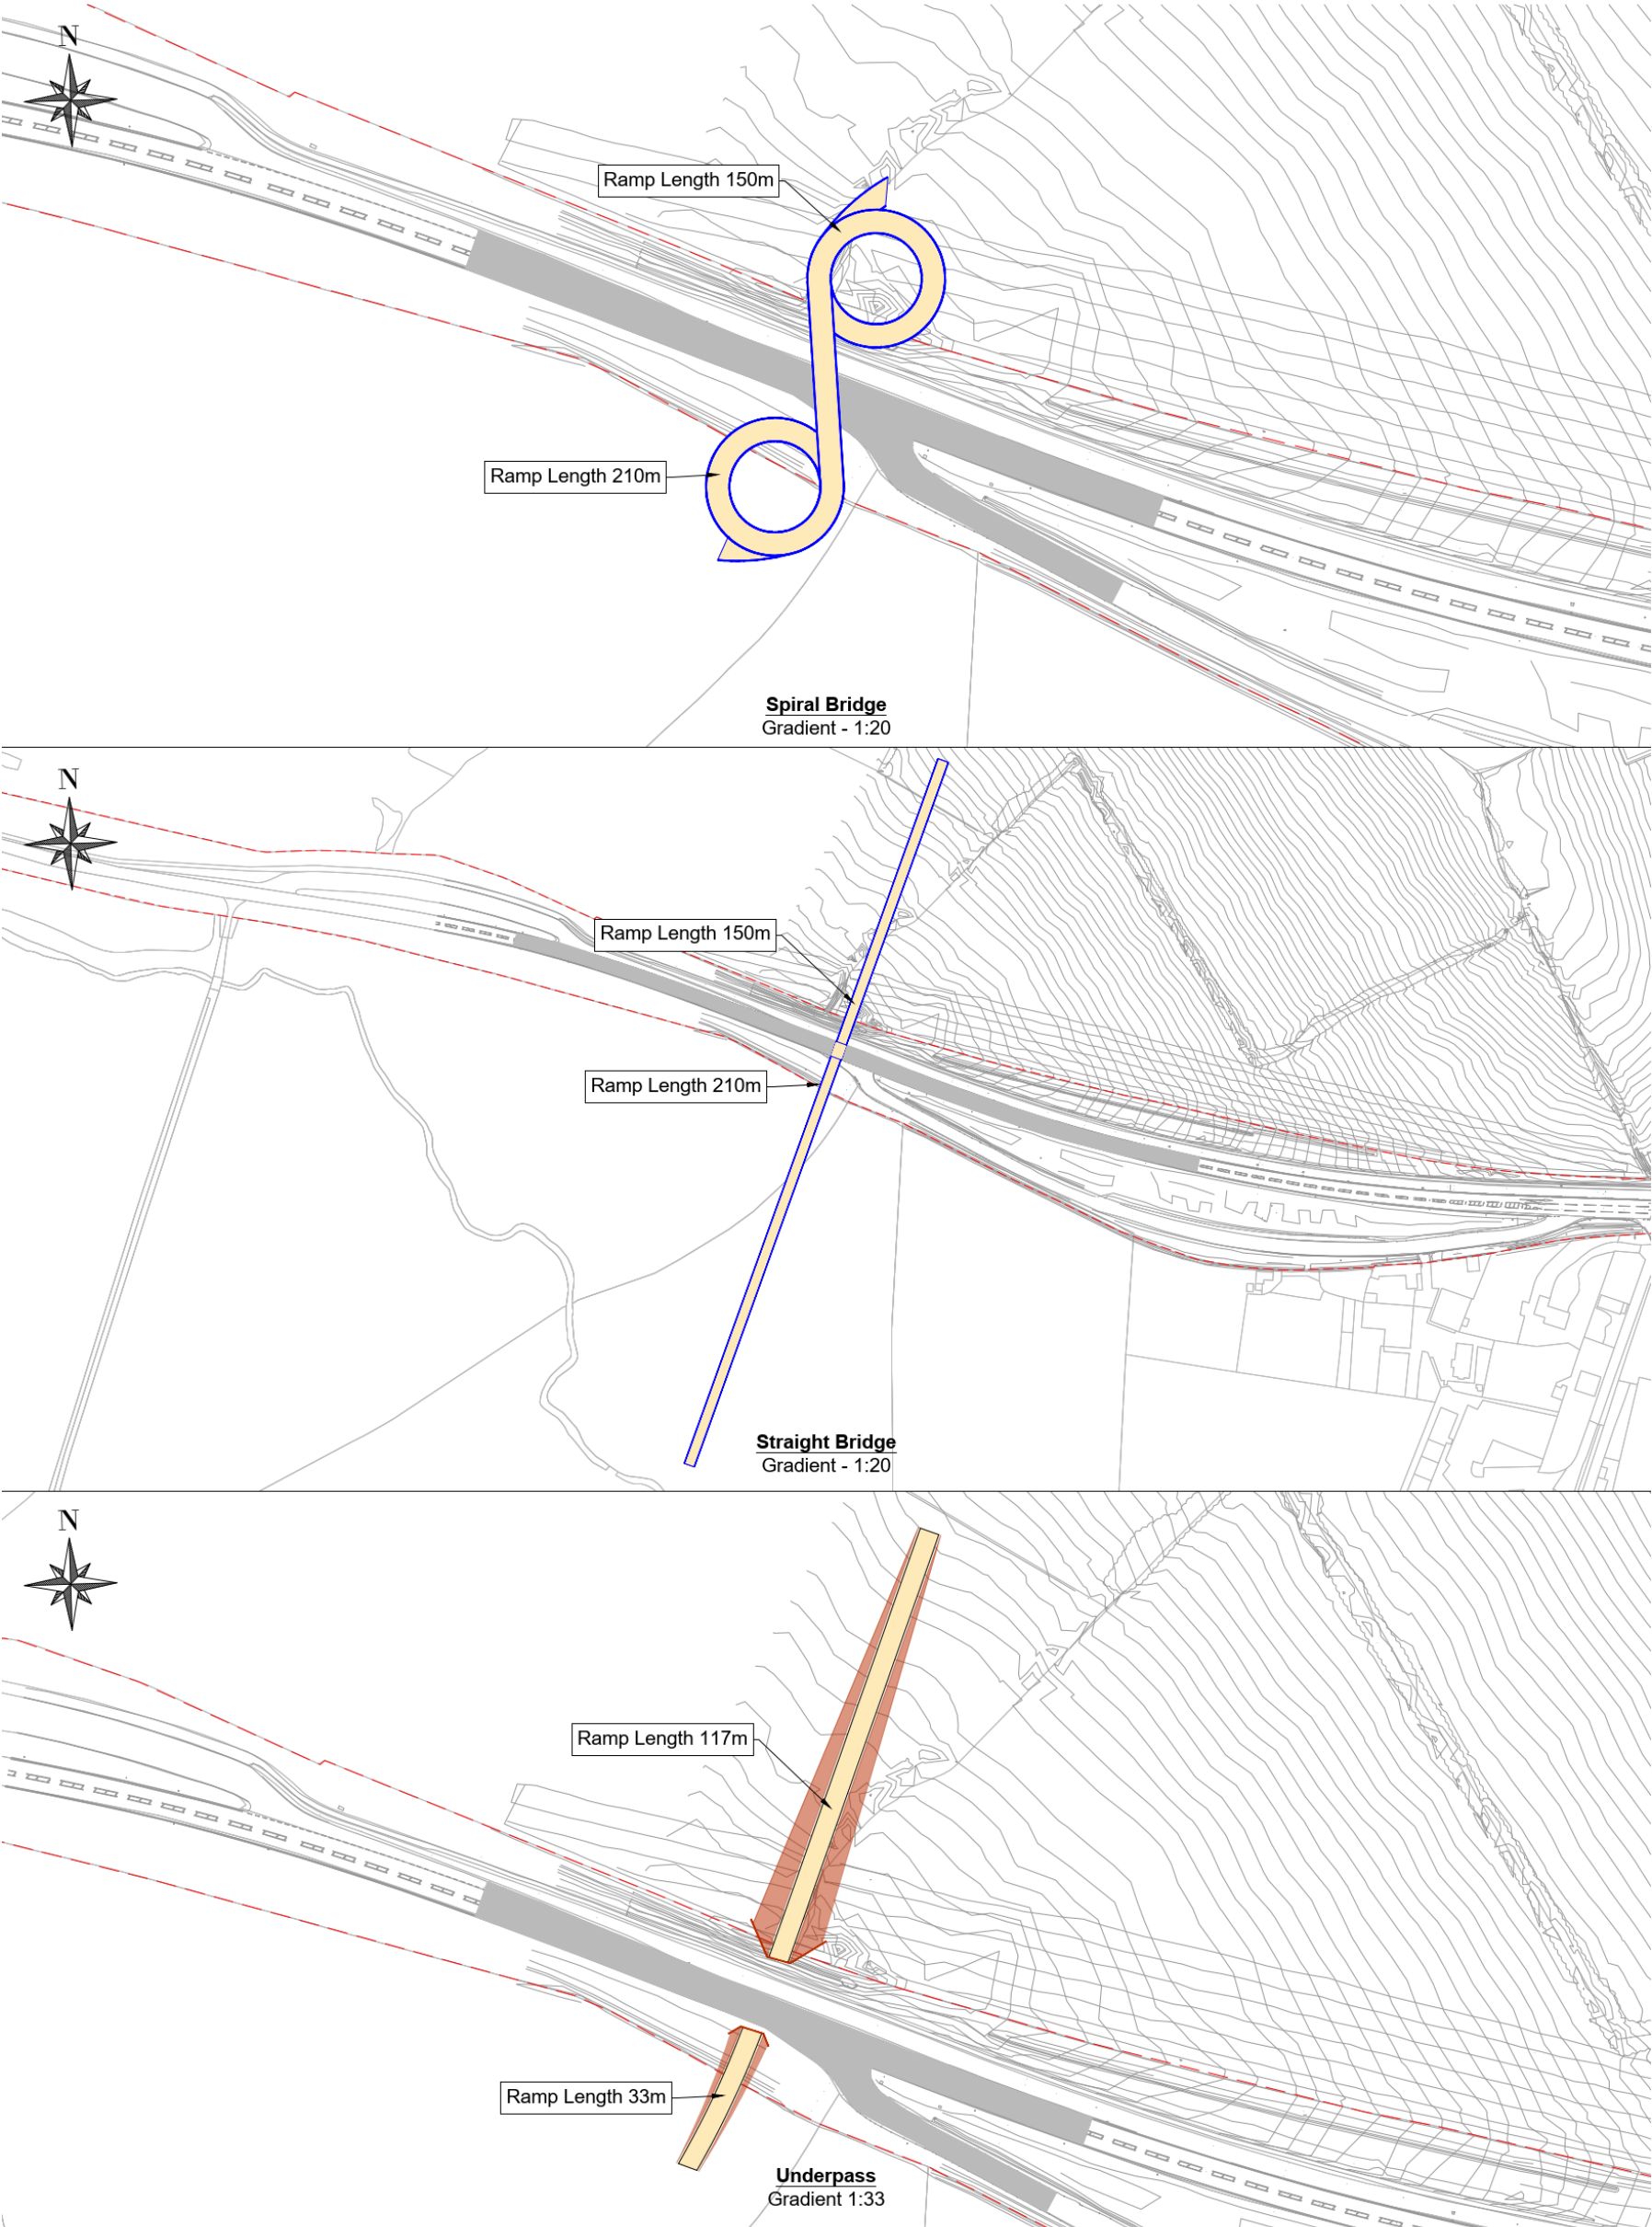 N
Ramp Length 150m
Ramp Length 210m
Spiral Bridge
Gradient - 1:20
N
Ramp Length 150m
Ramp Length 210m
Straight Bridge
Gradient - 1:20
N
Ramp Length 117m
Ramp Length 33m
Underpass
Gradient 1:33